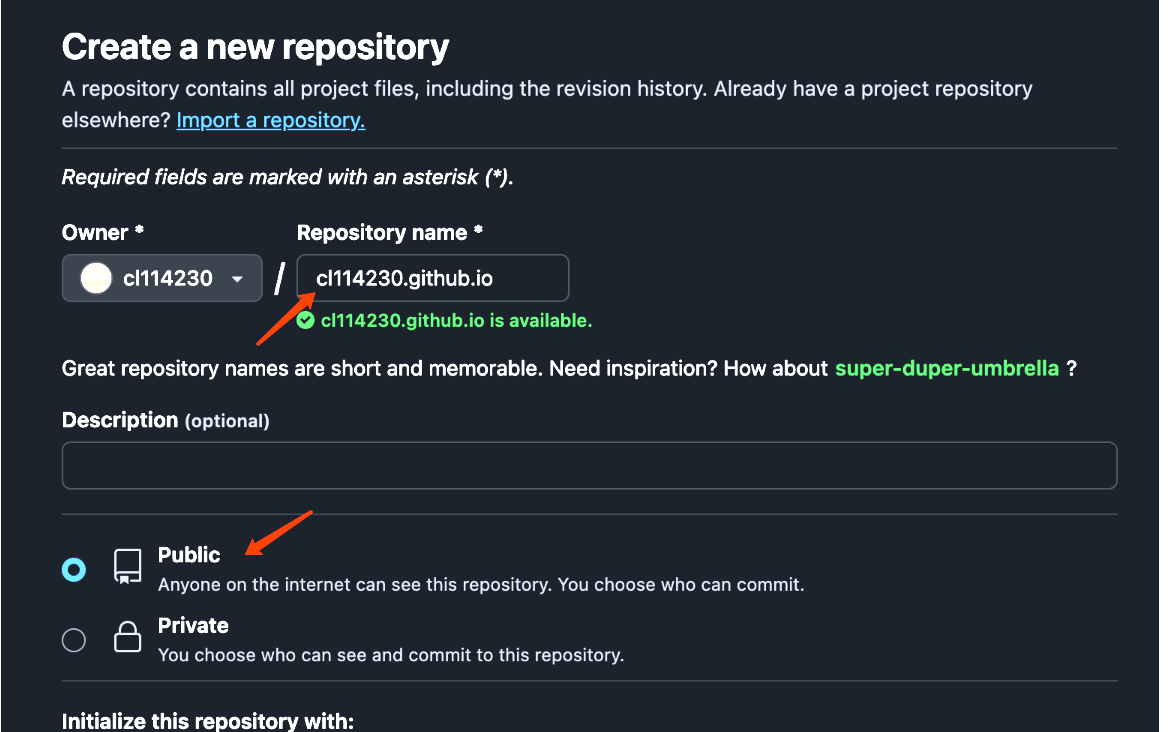 Create a new repository
A repository contains all project files, including the revision history. Already have a project repository
elsewhere? Import a repository.
Required fields are marked with an asterisk (*).
Owner *
Repository name *
cl114230
/
cl114230.github.io
cl114230.github.io is available.
Great repository names are short and memorable. Need inspiration? How about super-duper-umbrella ?
Description (optional)
Public
Anyone on the internet can see this repository. You choose who can commit.
Private
You choose who can see and commit to this repository.
Initialize this repository with: